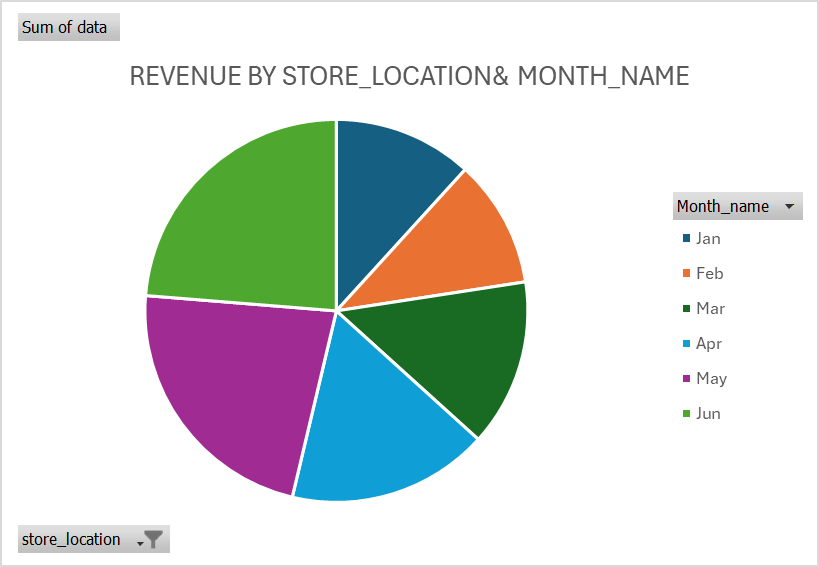 Sum of data
REVENUE BY STORE_LOCATION& MONTH_NAME
Month_name
Jan
Feb
Mar
Apr
May
Jun
store_location